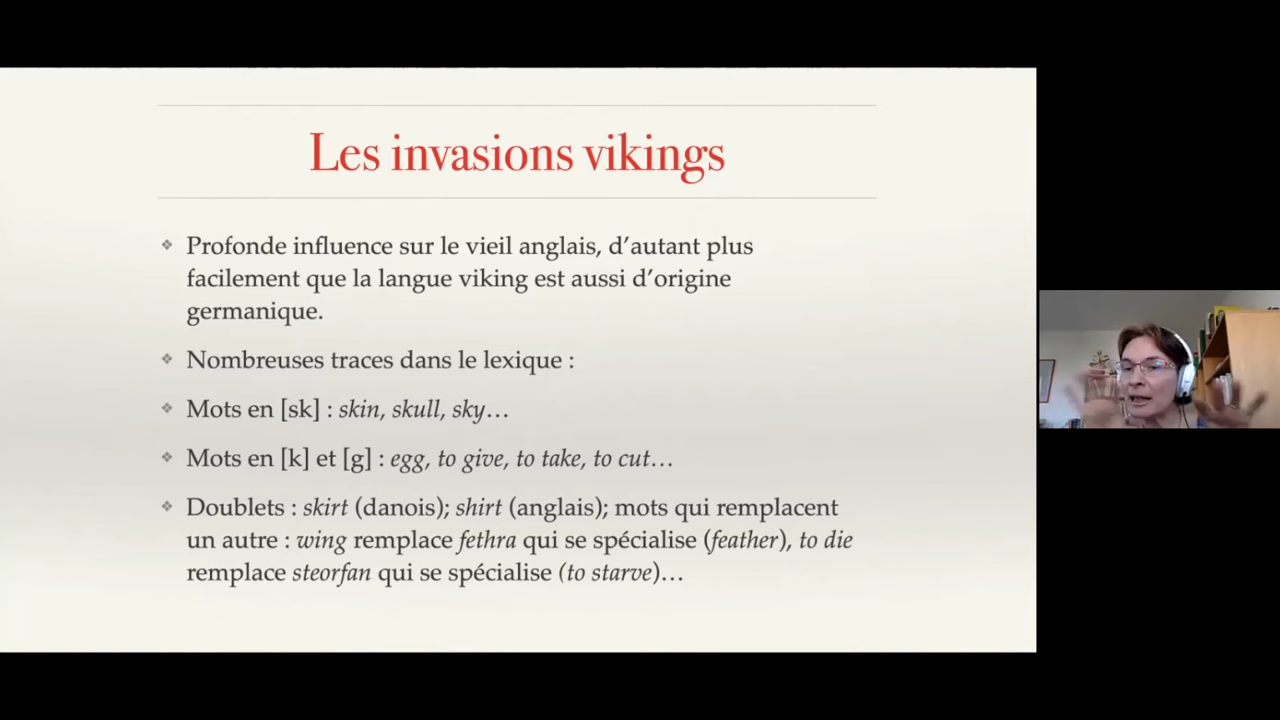 Les invasions vikings
❖ Profonde influence sur le vieil anglais, d’autant plus
facilement que la langue viking est aussi d’origine
germanique.
❖ Nombreuses traces dans le lexique :
❖ Mots en [sk] : skin, skull, sky…
❖ Mots en [k] et [g] : egg, to give, to take, to cut…
❖ Doublets : skirt (danois); shirt (anglais); mots qui remplacent
un autre : wing remplace fethra qui se spécialise (feather), to die
remplace steorfan qui se spécialise (to starve)…